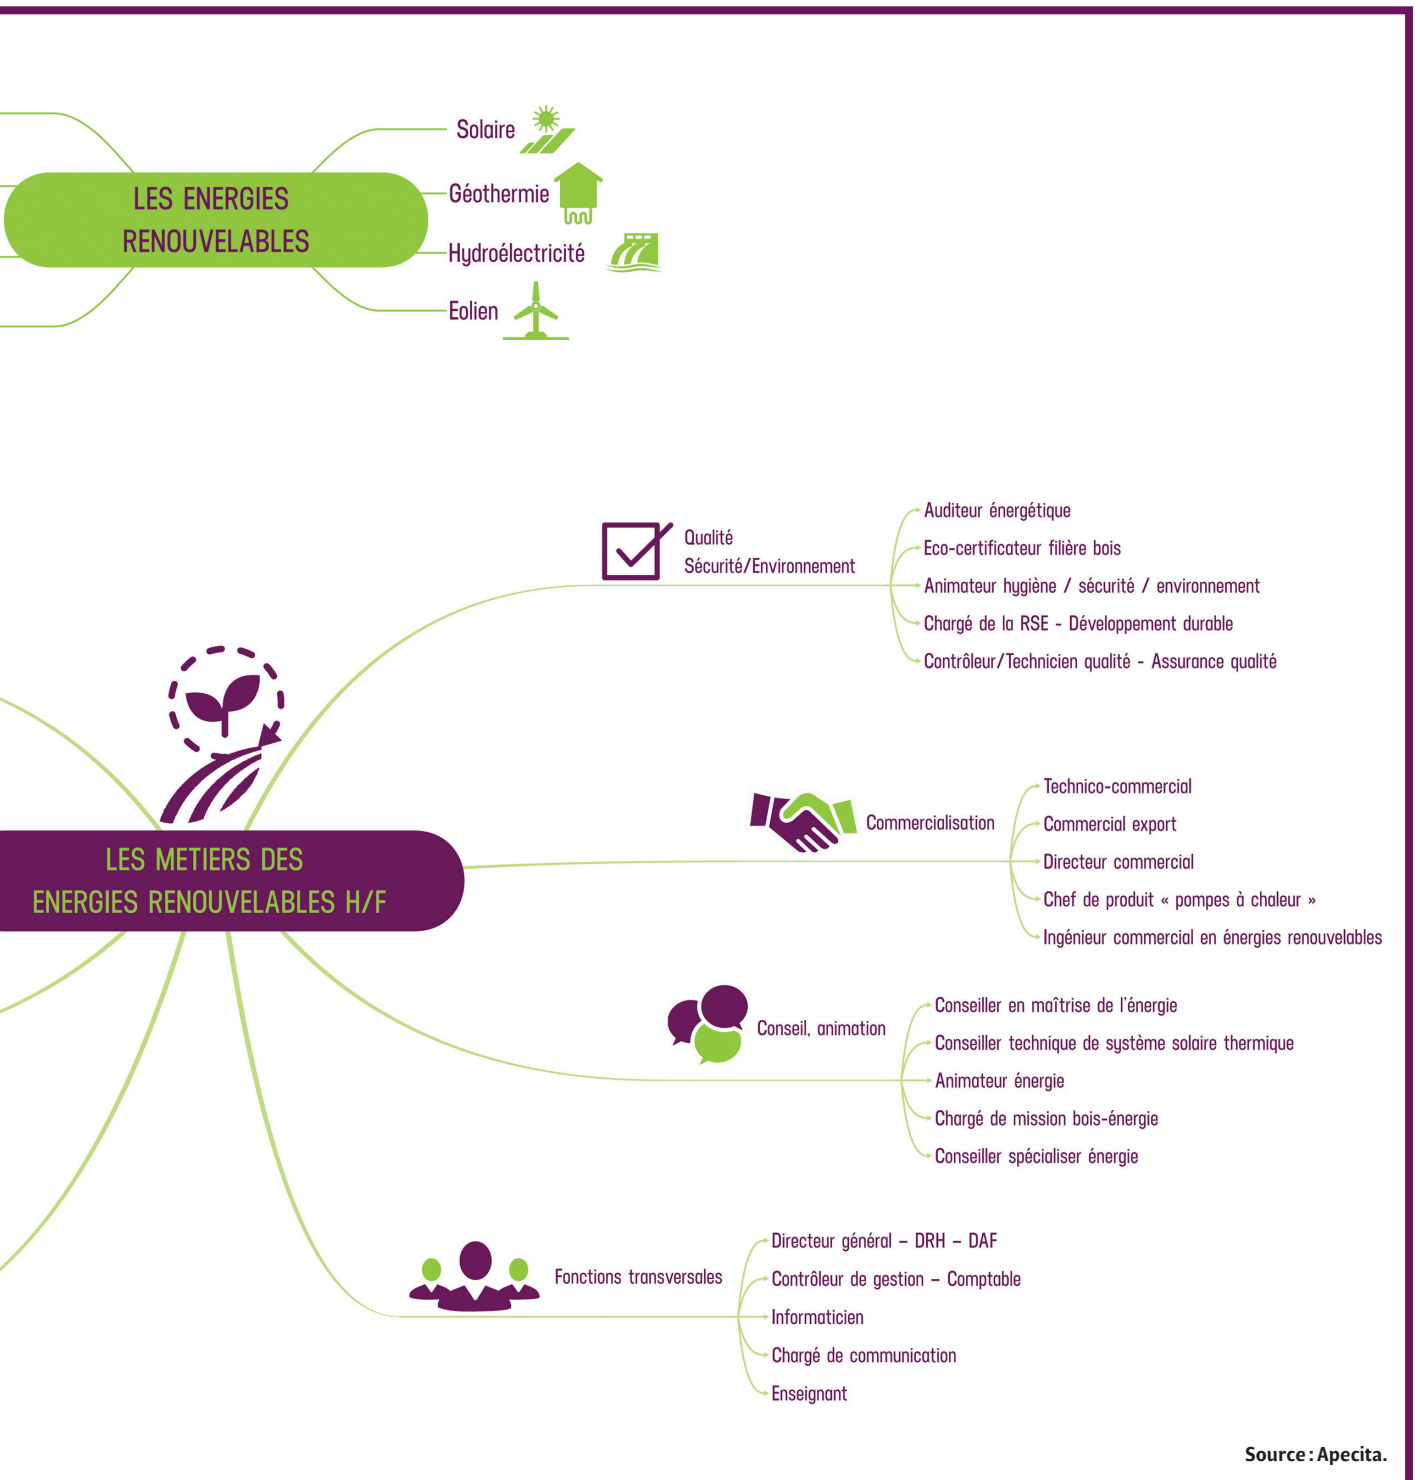 LES ENERGIES
RENOUVELABLES
Solaire
Géothermie
Hydroélectricité
Eolien
LES METIERS DES
ENERGIES RENOUVELABLES H/F
Qualité
Sécurité/Environnement
Auditeur énergétique
Eco-certificateur filière bois
Animateur hygiène / sécurité / environnement
Chargé de la RSE - Développement durable
Contrôleur/Technicien qualité - Assurance qualité
Commercialisation
Technico-commercial
Commercial export
Directeur commercial
Chef de produit « pompes à chaleur »
Ingénieur commercial en énergies renouvelables
Conseil, animation
Conseiller en maîtrise de l'énergie
Conseiller technique de système solaire thermique
Animateur énergie
Chargé de mission bois-énergie
Conseiller spécialiser énergie
Fonctions transversales
Directeur général – DRH – DAF
Contrôleur de gestion – Comptable
Informaticien
Chargé de communication
Enseignant
Source : Apecita.